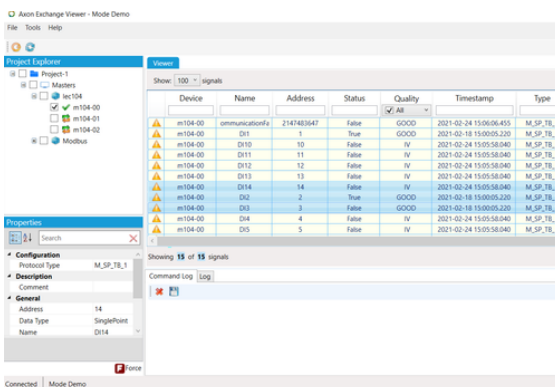 Axon Exchange Viewer - Mode Demo
File Tools Help
Project Explorer
Project-1
Masters
Iec104
m104-00
m104-01
m104-02
Modbus
Viewer
Show: 100 signals
Device Name Address Status Quality Timestamp Type
All
m104-00 ommunicationFa 2147483647 False GOOD 2021-02-24 15:06:06.455 M_SP_TB_
m104-00 DI1 1 True GOOD 2021-02-18 15:00:05.220 M_SP_TB_
m104-00 DI10 10 False IV 2021-02-24 15:05:58.040 M_SP_TB_
m104-00 DI11 11 False IV 2021-02-24 15:05:58.040 M_SP_TB_
m104-00 DI12 12 False IV 2021-02-24 15:05:58.040 M_SP_TB_
m104-00 DI13 13 False IV 2021-02-24 15:05:58.040 M_SP_TB_
m104-00 DI14 14 False IV 2021-02-24 15:05:58.040 M_SP_TB_
m104-00 DI2 2 True GOOD 2021-02-18 15:00:05.220 M_SP_TB_
m104-00 DI3 3 False GOOD 2021-02-18 15:00:05.220 M_SP_TB_
m104-00 DI4 4 False IV 2021-02-24 15:05:58.040 M_SP_TB_
m104-00 DI5 5 False IV 2021-02-24 15:05:58.040 M_SP_TB_
Showing 15 of 15 signals
Properties
Search
Configuration
Protocol Type M_SP_TB_1
Description
Comment
General
Address 14
Data Type SinglePoint
Name DI14
F Force
Command Log Log
Connected Mode Demo